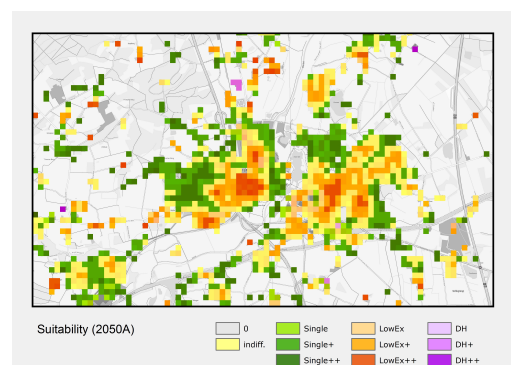 Suitability (2050A)
0 Single LowEx DH
indiff. Single+ LowEx+ DH+
Single++ LowEx++ DH++